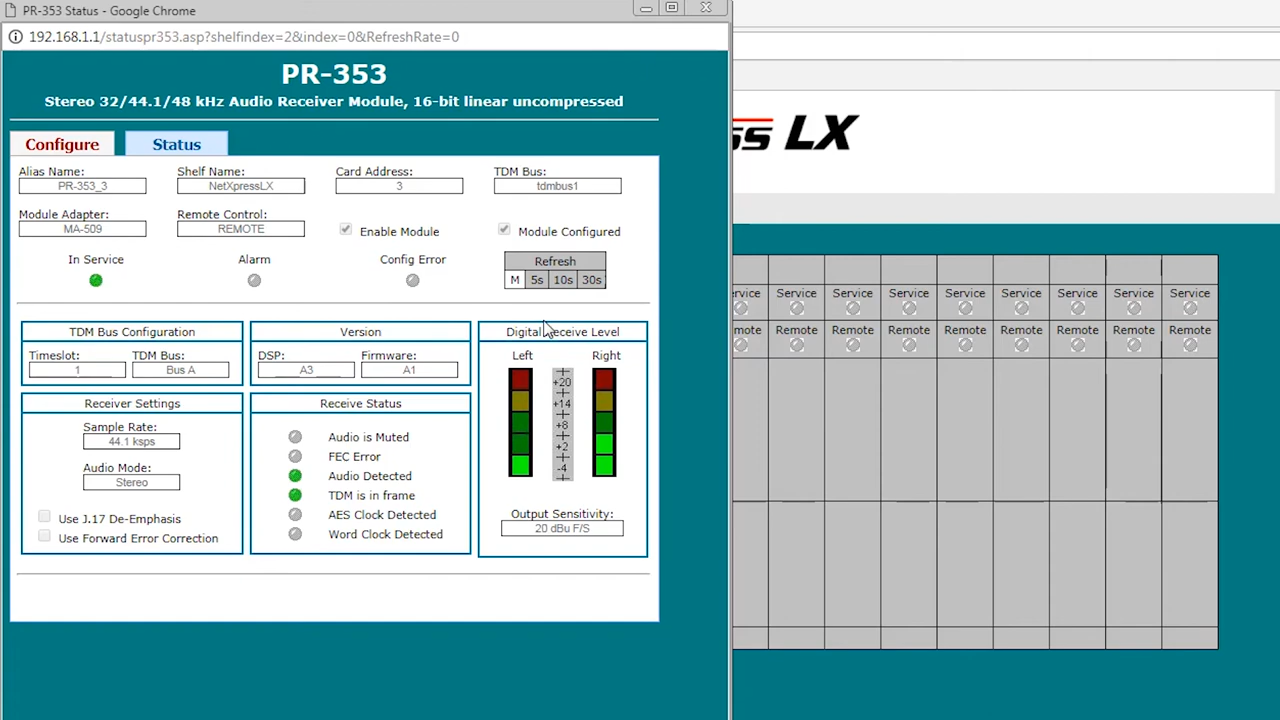 PR-353 Status - Google Chrome
192.168.1.1/statuspr353.asp?shelfindex=2&index=0&RefreshRate=0
PR-353
Stereo 32/44.1/48 kHz Audio Receiver Module, 16-bit linear uncompressed
Configure Status
Alias Name: Shelf Name: Card Address: TDM Bus:
PR-353_3 NetXpressLX 3 tdmbus1
Module Adapter: Remote Control:
MA-509 REMOTE Enable Module Module Configured
In Service Alarm Config Error Refresh
M 5s 10s 30s
TDM Bus Configuration Version Digital Receive Level
Timeslot: TDM Bus: DSP: Firmware: Left Right
1 Bus A A3 A1
Receiver Settings Receive Status
Sample Rate:
44.1 ksps
Audio Mode:
Stereo
Use J.17 De-Emphasis
Use Forward Error Correction
Audio is Muted
FEC Error
Audio Detected
TDM is in frame
AES Clock Detected
Word Clock Detected
+20
+14
+8
+2
-4
Output Sensitivity:
20 dBu F/S
ss LX
rvice Service Service Service Service Service Service Service Service
mote Remote Remote Remote Remote Remote Remote Remote Remote